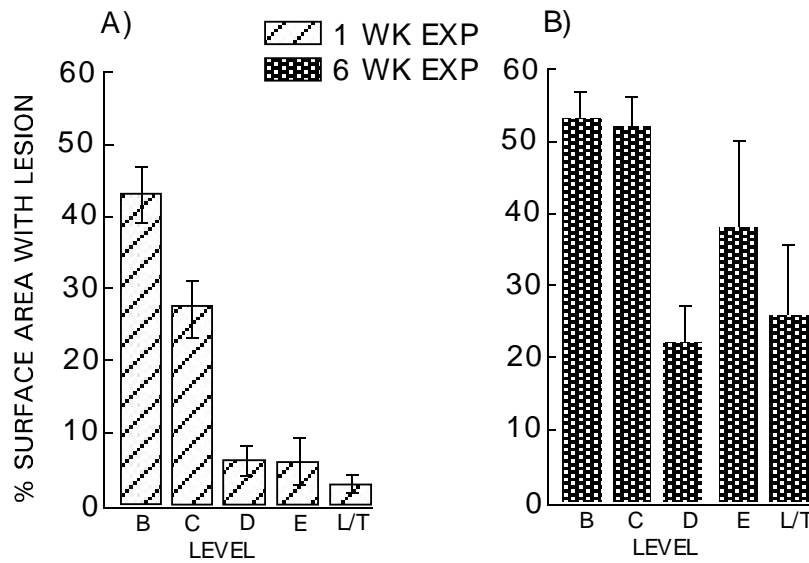 A)
1 WK EXP
6 WK EXP
B)
% SURFACE AREA WITH LESION
60
50
40
30
20
10
0
B C D E L/T
LEVEL
60
50
40
30
20
10
0
B C D E L/T
LEVEL